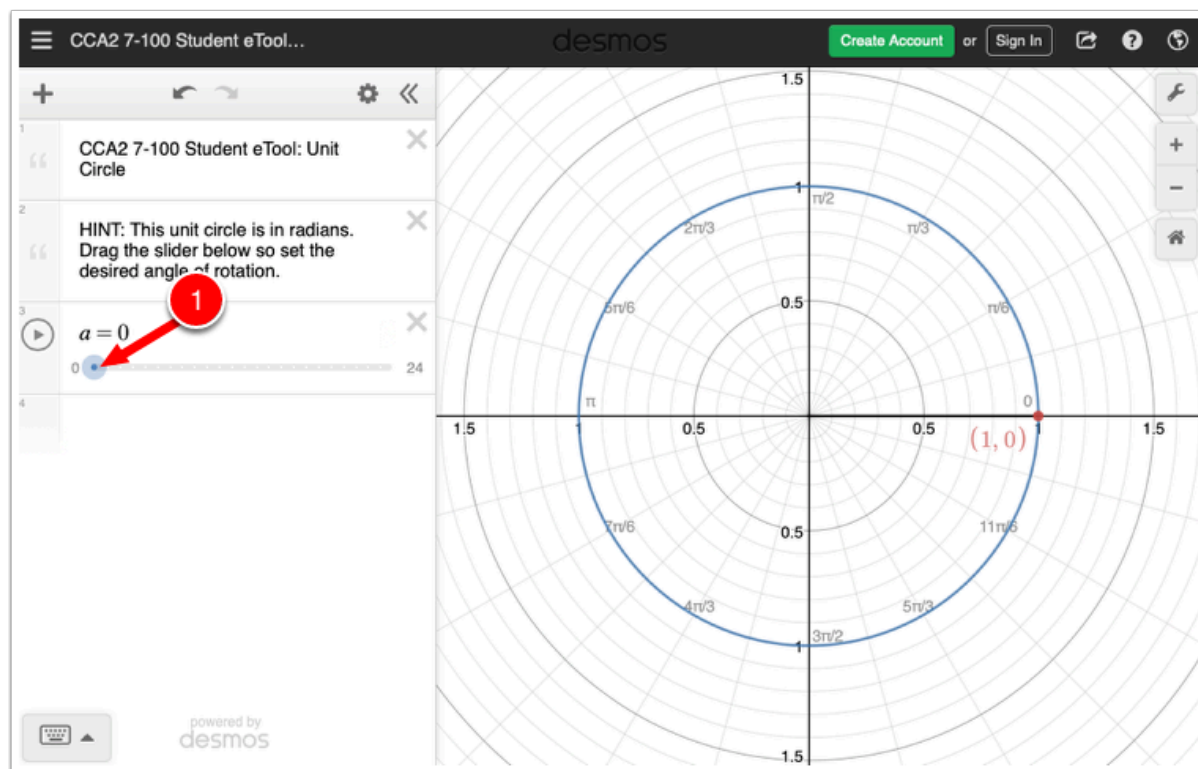 CCA2 7-100 Student eTool...
desmos
Create Account or Sign In
1
CCA2 7-100 Student eTool: Unit
Circle
2
HINT: This unit circle is in radians.
Drag the slider below so set the
desired angle of rotation.
1
3
a = 0
0
24
4
powered by
desmos
1.5
1
π/2
2π/3
π/3
0.5
5π/6
π/6
π
0
1.5
1
0.5
0.5
1
1.5
(1, 0)
0.5
7π/6
11π/6
4π/3
5π/3
1
3π/2
1.5